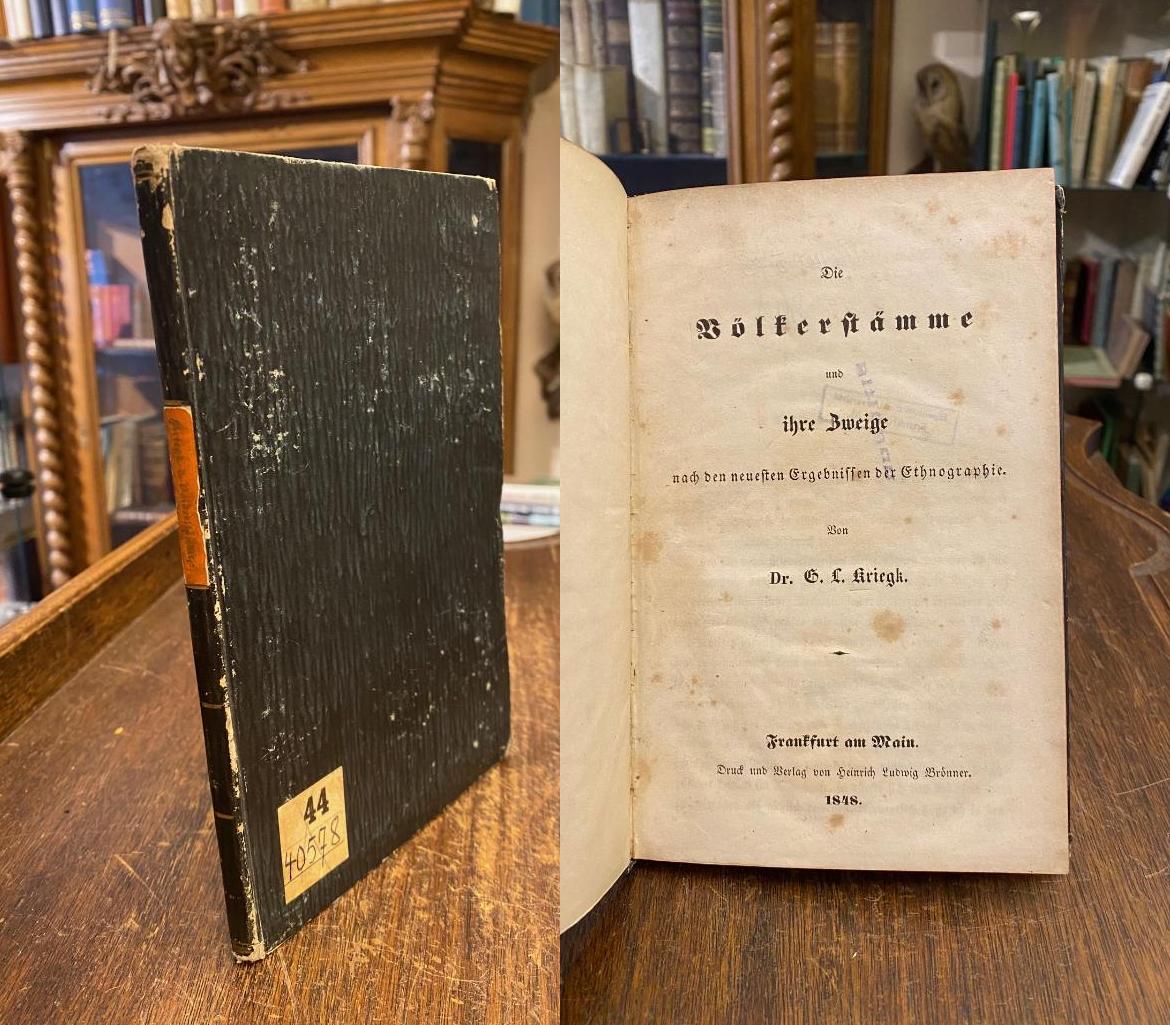 44
40578
Die
Völkerstämme
und
ihre Zweige
nach den neuesten Ergebnissen der Ethnographie.
Von
Dr. G. L. Kriegk.
Frankfurt am Main.
Druck und Verlag von Heinrich Ludwig Brönner.
1848.